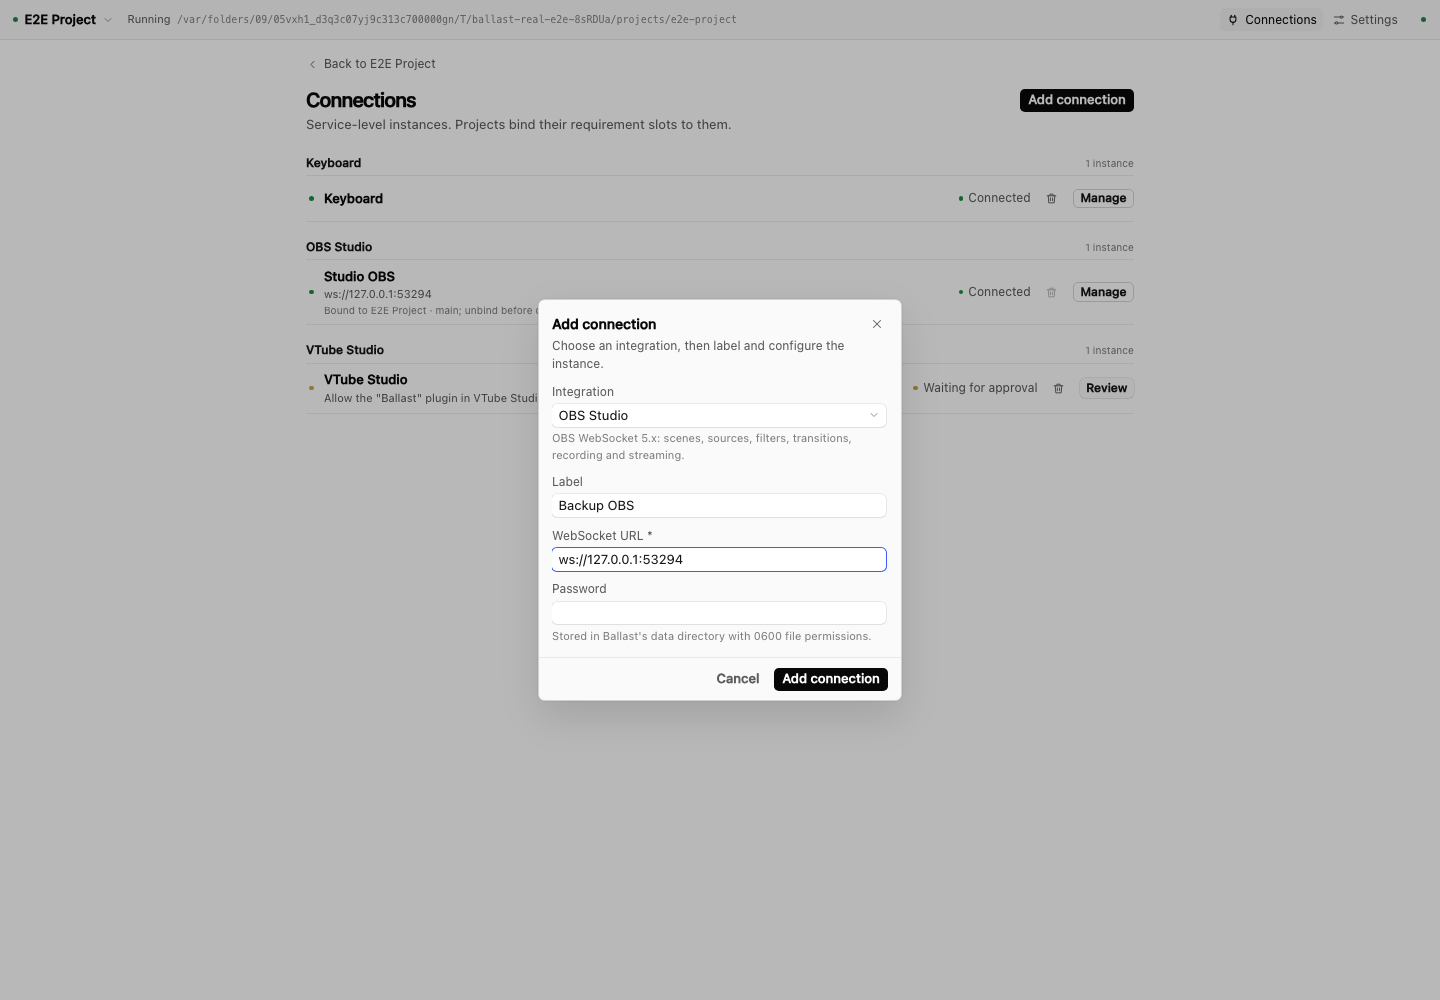 E2E Project
Running /var/folders/09/05vxh1_d3q3c07yj9c313c700000gn/T/ballast-real-e2e-8sRDUa/projects/e2e-project
Connections
Settings
Back to E2E Project
Connections
Add connection
Service-level instances. Projects bind their requirement slots to them.
Keyboard
1 instance
Keyboard
Connected
Manage
OBS Studio
1 instance
Studio OBS
ws://127.0.0.1:53294
Bound to E2E Project · main; unbind before
Connected
Manage
VTube Studio
1 instance
VTube Studio
Allow the "Ballast" plugin in VTube
Waiting for approval
Review
Add connection
Choose an integration, then label and configure the
instance.
Integration
OBS Studio
OBS WebSocket 5.x: scenes, sources, filters, transitions,
recording and streaming.
Label
Backup OBS
WebSocket URL *
ws://127.0.0.1:53294
Password
Stored in Ballast's data directory with 0600 file permissions.
Cancel
Add connection